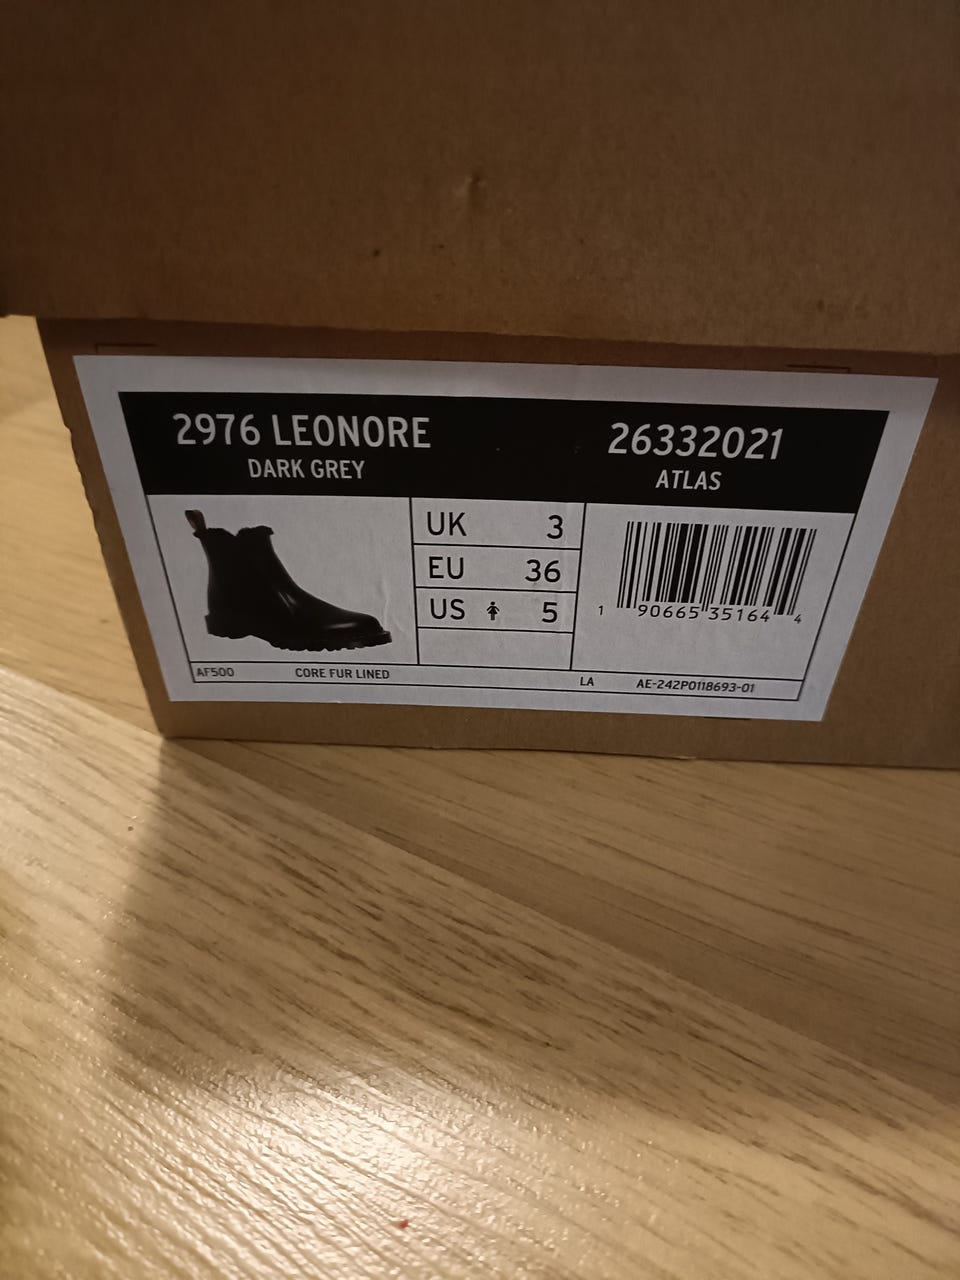 2976 LEONORE
DARK GREY
26332021
ATLAS
UK 3
EU 36
US 5
1 90665 35164 4
AF500 CORE FUR LINED
LA AE-242P0118693-01